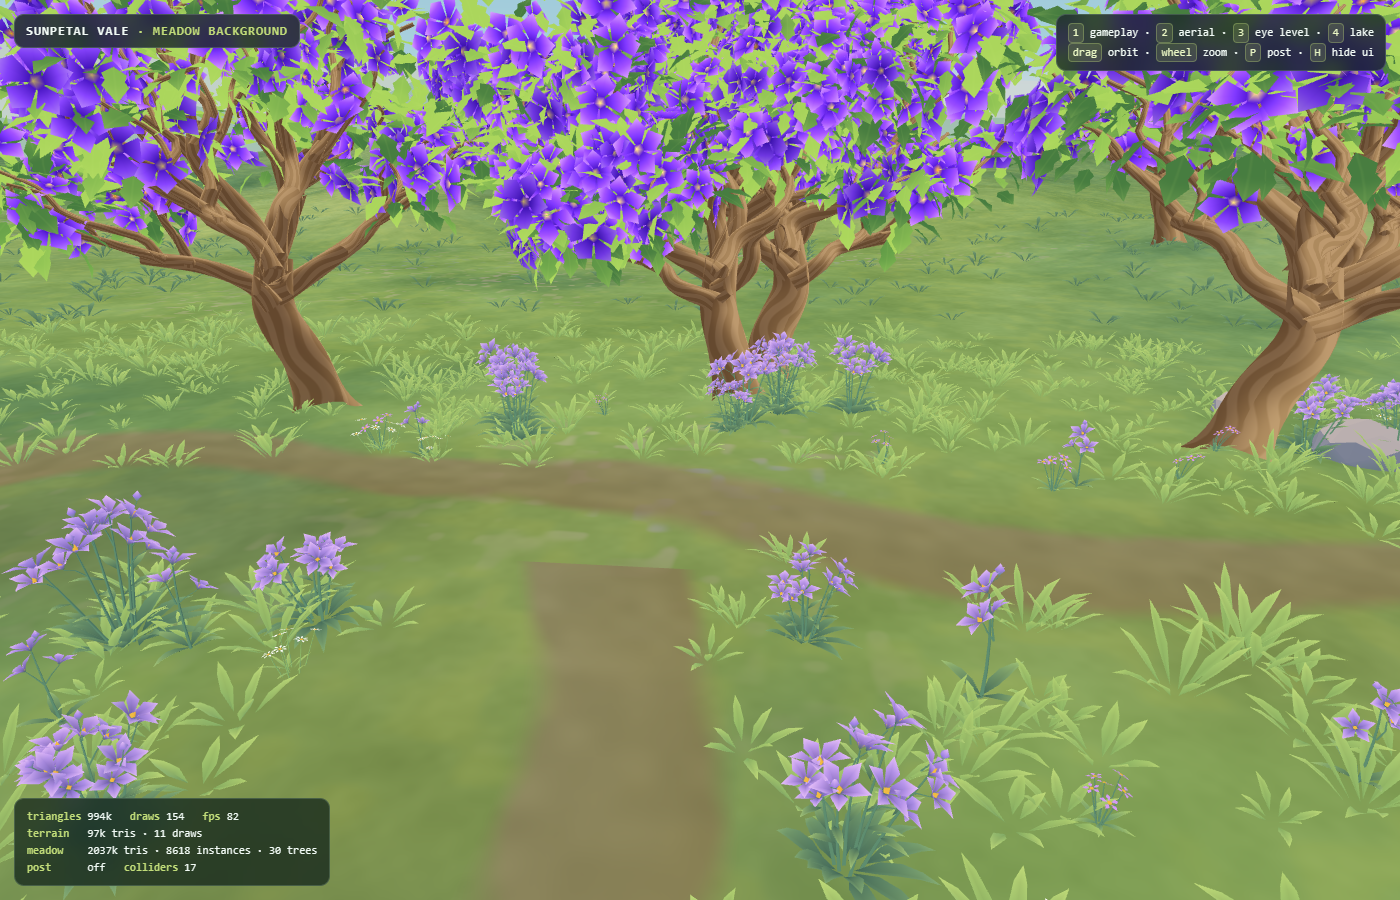 SUNPETAL VALE · MEADOW BACKGROUND
1 gameplay · 2 aerial · 3 eye level · 4 lake
drag orbit · wheel zoom · P post · H hide ui
triangles 994k draws 154 fps 82
terrain 97k tris · 11 draws
meadow 2037k tris · 8618 instances · 30 trees
post off colliders 17